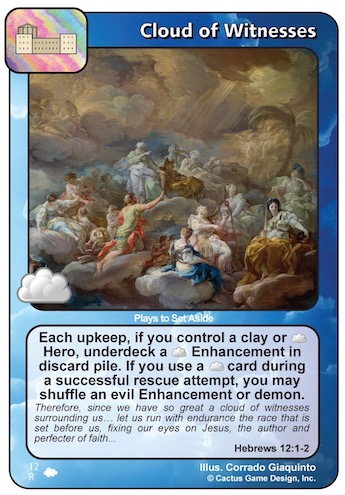 Cloud of Witnesses
Plays to Set Aside
Each upkeep, if you control a clay or
Hero, underdeck a Enhancement in
discard pile. If you use a card during
a successful rescue attempt, you may
shuffle an evil Enhancement or demon.
Therefore, since we have so great a cloud of witnesses
surrounding us… let us run with endurance the race that is
set before us, fixing our eyes on Jesus, the author and
perfecter of faith...
Hebrews 12:1-2
12
R
Illus. Corrado Giaquinto
© Cactus Game Design, Inc.